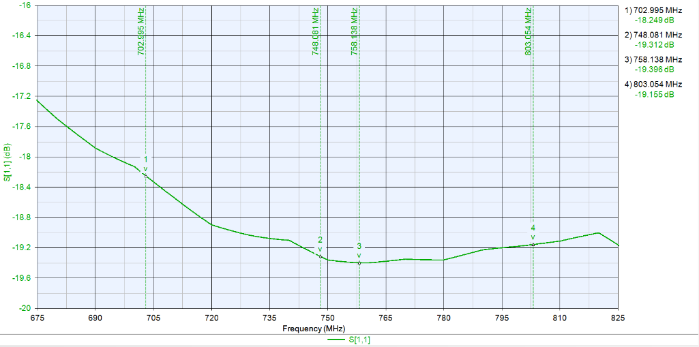 -16
-16.4
-16.8
-17.2
-17.6
-18
-18.4
-18.8
-19.2
-19.6
-20
S[1,1] (dB)
702.995 MHz
748.081 MHz
758.138 MHz
803.054 MHz
1
v
2
v
3
v
4
v
675
690
705
720
735
750
765
780
795
810
825
Frequency (MHz)
S[1,1]
1) 702.995 MHz
-18.249 dB
2) 748.081 MHz
-19.312 dB
3) 758.138 MHz
-19.396 dB
4) 803.054 MHz
-19.155 dB